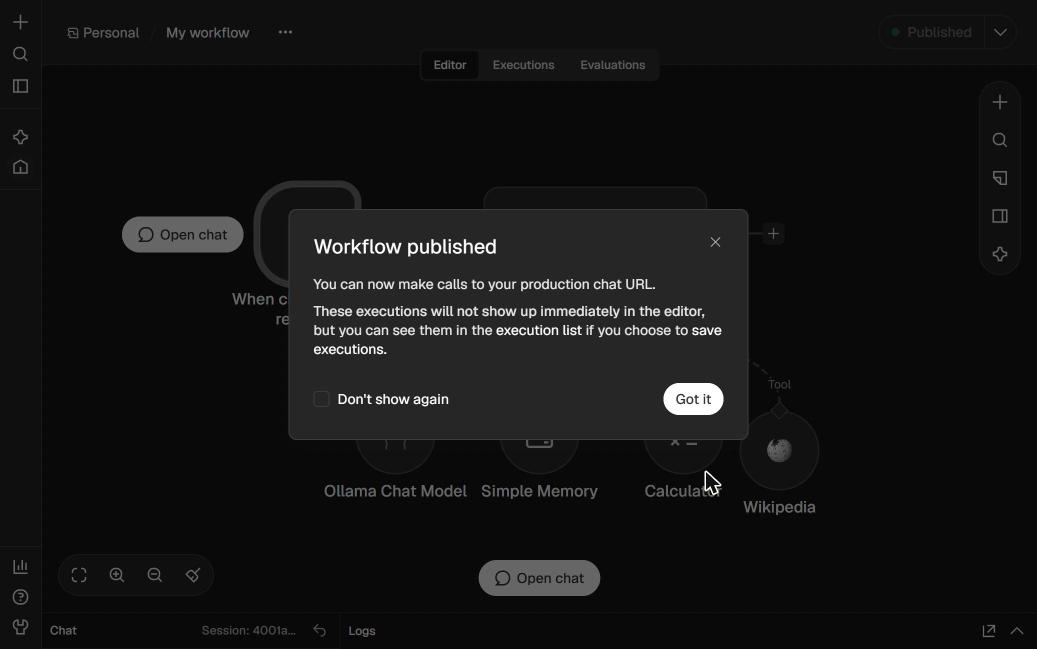 Personal / My workflow
Published
Editor
Executions
Evaluations
Open chat
When c
re
Workflow published
You can now make calls to your production chat URL.
These executions will not show up immediately in the editor,
but you can see them in the execution list if you choose to save
executions.
Don't show again
Got it
Tool
Ollama Chat Model
Simple Memory
Calculator
Wikipedia
Open chat
Chat
Session: 4001a...
Logs